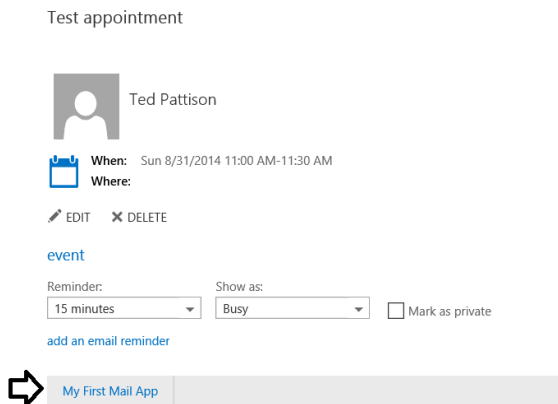 Test appointment
Ted Pattison
When: Sun 8/31/2014 11:00 AM-11:30 AM
Where:
EDIT DELETE
event
Reminder: Show as:
15 minutes Busy Mark as private
add an email reminder
My First Mail App